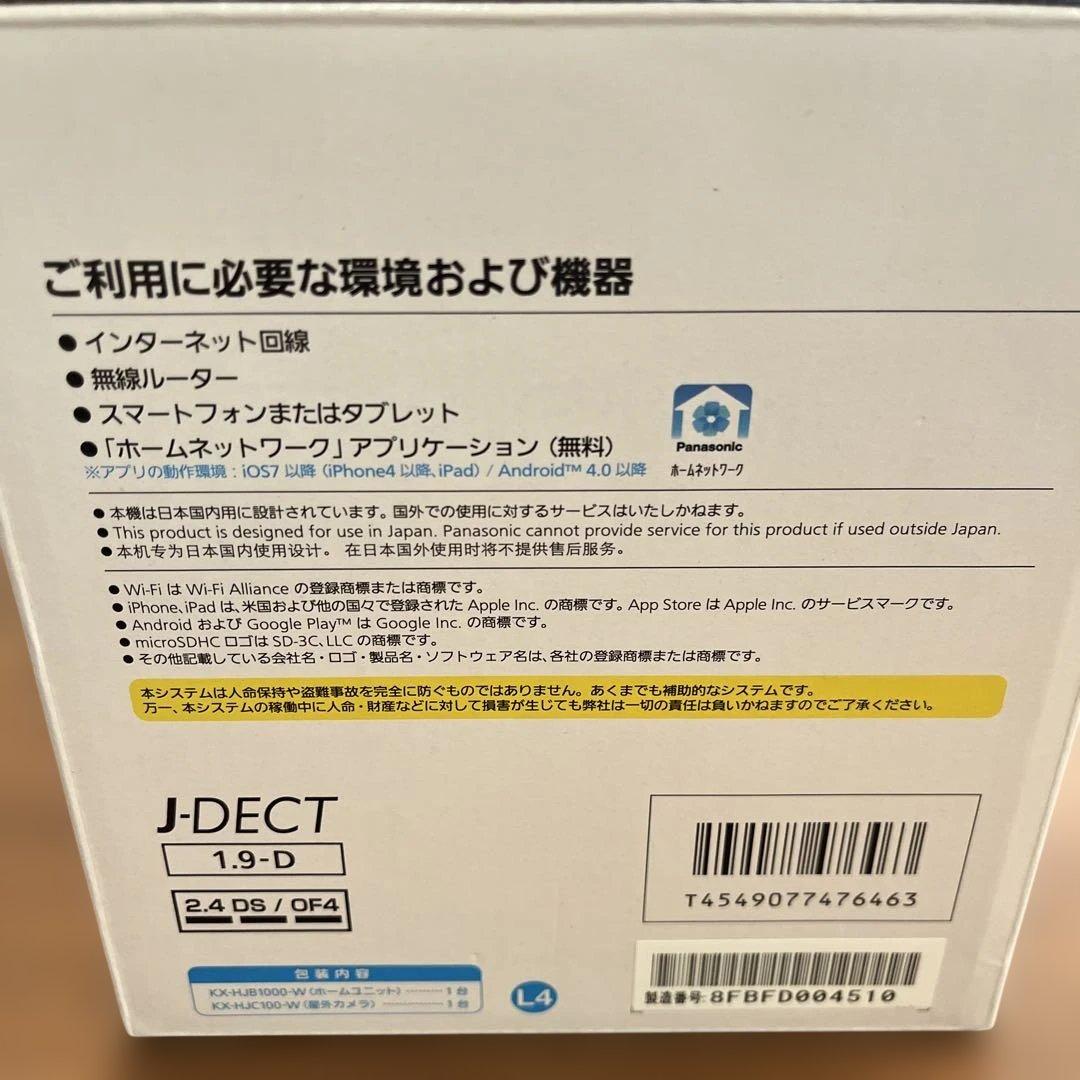 ご利用に必要な環境および機器
●インターネット回線
●無線ルーター
●スマートフォンまたはタブレット
●「ホームネットワーク」アプリケーション（無料）
※アプリの動作環境：iOS7以降（iPhone4以降、iPad）/ Android™ 4.0以降
Panasonic
ホームネットワーク
●本機は日本国内用に設計されています。国外での使用に対するサービスはいたしかねます。
●This product is designed for use in Japan. Panasonic cannot provide service for this product if used outside Japan.
●本机专为日本国内使用设计。 在日本国外使用时将不提供售后服务。
●Wi-Fi は Wi-Fi Alliance の登録商標または商標です。
●iPhone、iPad は、米国および他の国々で登録された Apple Inc. の商標です。App Store は Apple Inc. のサービスマークです。
●Android および Google Play™ は Google Inc. の商標です。
●microSDHC ロゴは SD-3C、LLC の商標です。
●その他記載している会社名・ロゴ・製品名・ソフトウェア名は、各社の登録商標または商標です。
本システムは人命保持や盗難事故を完全に防ぐものではありません。あくまでも補助的なシステムです。
万一、本システムの稼働中に人命・財産などに対して損害が生じても弊社は一切の責任は負いかねますのでご了承ください。
J-DECT
1.9-D
2.4 DS / OF4
T4549077476463
包装内容
KX-HJB1000-W（ホームユニット）………1台
KX-HJC100-W（屋外カメラ）…………1台
L4
製造番号:8FBFD004510